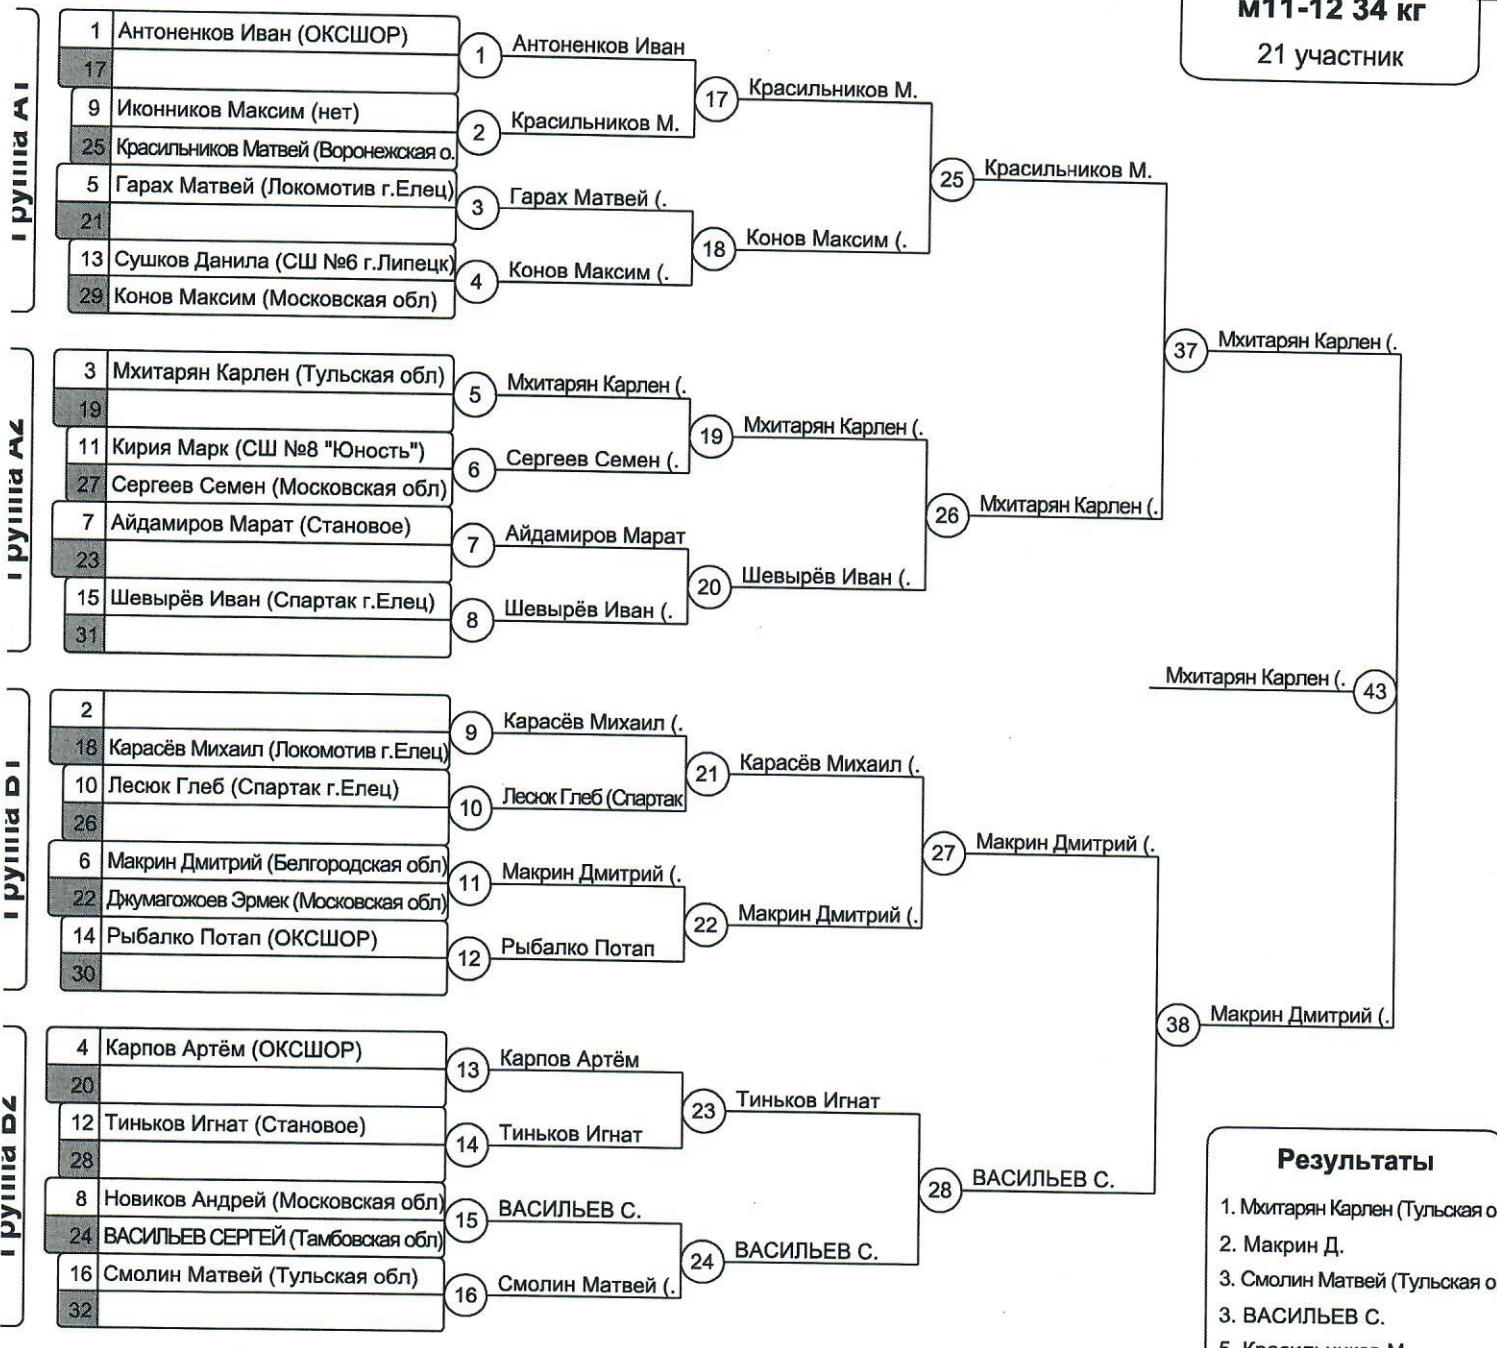 м11-12 34 кг
21 участник
группа А1
1 Антоненков Иван (ОКСШОР)
17
9 Иконников Максим (нет)
25 Красильников Матвей (Воронежская о.
5 Гарах Матвей (Локомотив г.Елец)
21
13 Сушков Данила (СШ №6 г.Липецк)
29 Конов Максим (Московская обл)
1 Антоненков Иван
2 Красильников М.
3 Гарах Матвей (.
4 Конов Максим (.
17 Красильников М.
18 Конов Максим (.
25 Красильников М.
группа А2
3 Мхитарян Карлен (Тульская обл)
19
11 Кирия Марк (СШ №8 "Юность")
27 Сергеев Семен (Московская обл)
7 Айдамиров Марат (Становое)
23
15 Шевырёв Иван (Спартак г.Елец)
31
5 Мхитарян Карлен (.
6 Сергеев Семен (.
7 Айдамиров Марат
8 Шевырёв Иван (.
19 Мхитарян Карлен (.
20 Шевырёв Иван (.
26 Мхитарян Карлен (.
37 Мхитарян Карлен (.
группа В1
2
18 Карасёв Михаил (Локомотив г.Елец)
10 Лесюк Глеб (Спартак г.Елец)
26
6 Макрин Дмитрий (Белгородская обл)
22 Джумагожоев Эрмек (Московская обл)
14 Рыбалко Потап (ОКСШОР)
30
9 Карасёв Михаил (.
10 Лесюк Глеб (Спартак
11 Макрин Дмитрий (.
12 Рыбалко Потап
21 Карасёв Михаил (.
22 Макрин Дмитрий (.
27 Макрин Дмитрий (.
группа В2
4 Карпов Артём (ОКСШОР)
20
12 Тиньков Игнат (Становое)
28
8 Новиков Андрей (Московская обл)
24 ВАСИЛЬЕВ СЕРГЕЙ (Тамбовская обл)
16 Смолин Матвей (Тульская обл)
32
13 Карпов Артём
14 Тиньков Игнат
15 ВАСИЛЬЕВ С.
16 Смолин Матвей (.
23 Тиньков Игнат
24 ВАСИЛЬЕВ С.
28 ВАСИЛЬЕВ С.
38 Макрин Дмитрий (.
Мхитарян Карлен (. 43
Результаты
1. Мхитарян Карлен (Тульская о
2. Макрин Д.
3. Смолин Матвей (Тульская о
3. ВАСИЛЬЕВ С.
5. Красильников М.